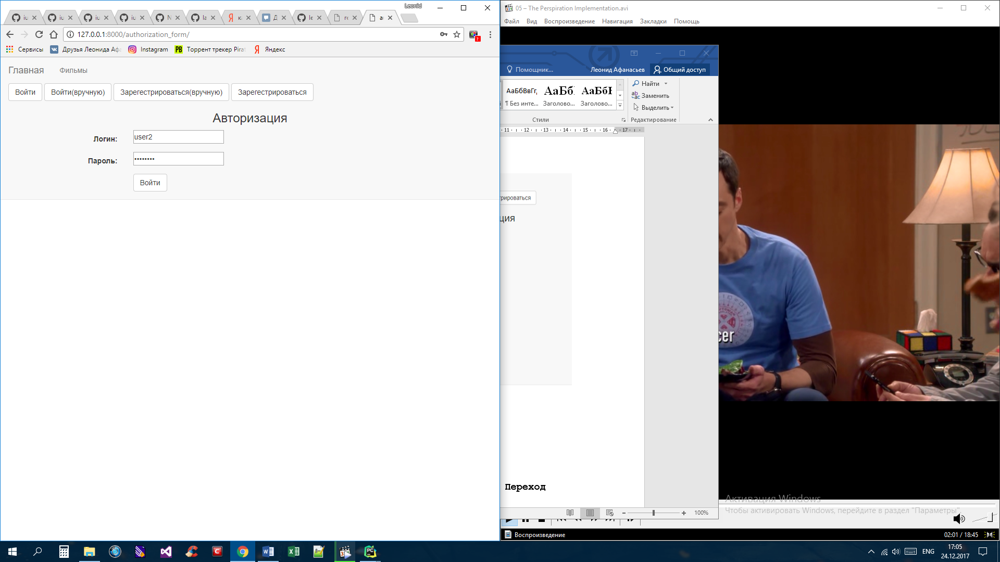 Leonid
127.0.0.1:8000/authorization_form/
Сервисы
Друзья Леонида Афа
Instagram
Торрент трекер Pirat
Яндекс
Главная
Фильмы
Войти
Войти(вручную)
Зарегестрироваться(вручную)
Зарегестрироваться
Авторизация
Логин:
user2
Пароль:
Войти
05 – The Perspiration Implementation.avi
Файл Вид Воспроизведение Навигация Закладки Помощь
Помощник...
Леонид Афанасьев
Общий доступ
АаБбВвГг,
АаБб
АаБбІ
¶ Без инте...
Заголово...
Заголово...
Стили
Найти
Заменить
Выделить
Редактирование
11 12 13 14 15 16 17
трироваться
ция
Переход
100%
cer
Активация Windows
Чтобы активировать Windows, перейдите в раздел "Параметры".
Воспроизведение
02:01 / 18:45
ENG
17:05
24.12.2017